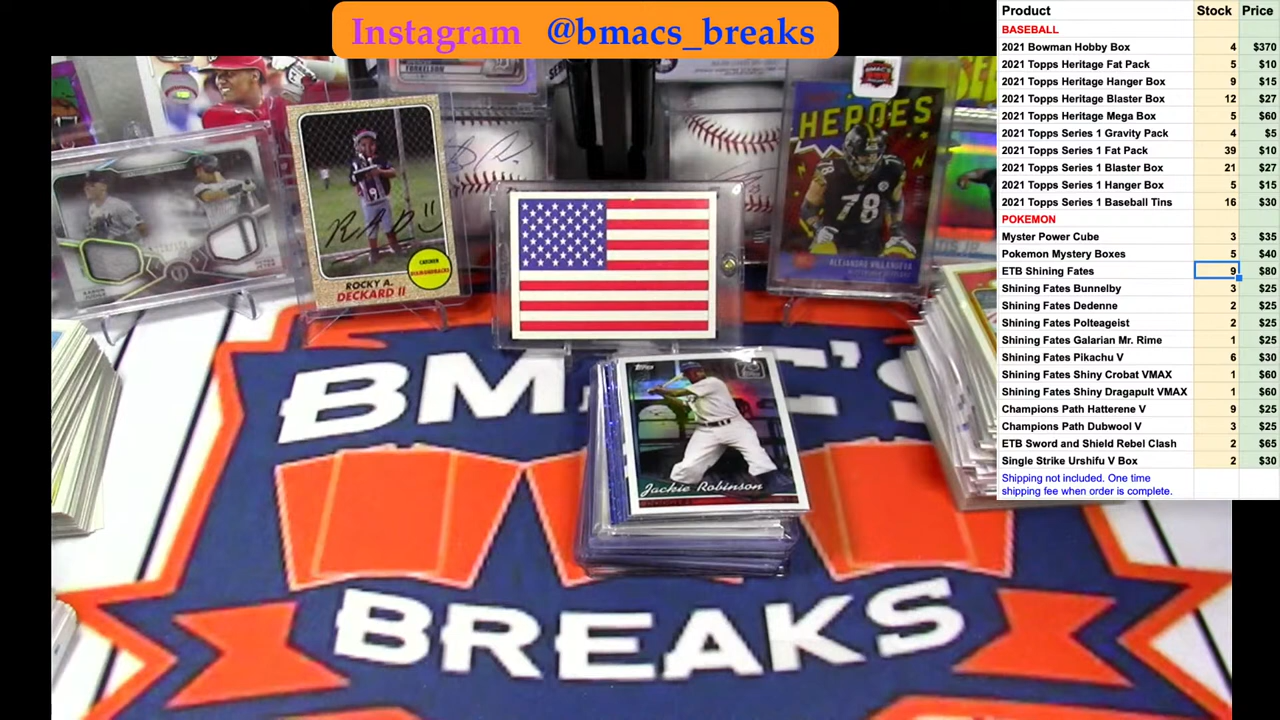 Instagram @bmacs_breaks
Product Stock Price
BASEBALL
2021 Bowman Hobby Box 4 $370
2021 Topps Heritage Fat Pack 5 $10
2021 Topps Heritage Hanger Box 9 $15
2021 Topps Heritage Blaster Box 12 $27
2021 Topps Heritage Mega Box 5 $60
2021 Topps Series 1 Gravity Pack 4 $5
2021 Topps Series 1 Fat Pack 39 $10
2021 Topps Series 1 Blaster Box 21 $27
2021 Topps Series 1 Hanger Box 5 $15
2021 Topps Series 1 Baseball Tins 16 $30
POKEMON
Myster Power Cube 3 $35
Pokemon Mystery Boxes 5 $40
ETB Shining Fates 9 $80
Shining Fates Bunnelby 3 $25
Shining Fates Dedenne 2 $25
Shining Fates Polteageist 2 $25
Shining Fates Galarian Mr. Rime 1 $25
Shining Fates Pikachu V 6 $30
Shining Fates Shiny Crobat VMAX 1 $60
Shining Fates Shiny Dragapult VMAX 1 $60
Champions Path Hatterene V 9 $25
Champions Path Dubwool V 3 $25
ETB Sword and Shield Rebel Clash 2 $65
Single Strike Urshifu V Box 2 $30
Shipping not included. One time
shipping fee when order is complete.
TORKELSON
HEROES
78
ALEJANDRO VILLANUEVA
CATCHER
ROCKY A.
DECKARD II
Topps
Jackie Robinson
BMAC'S
BREAKS